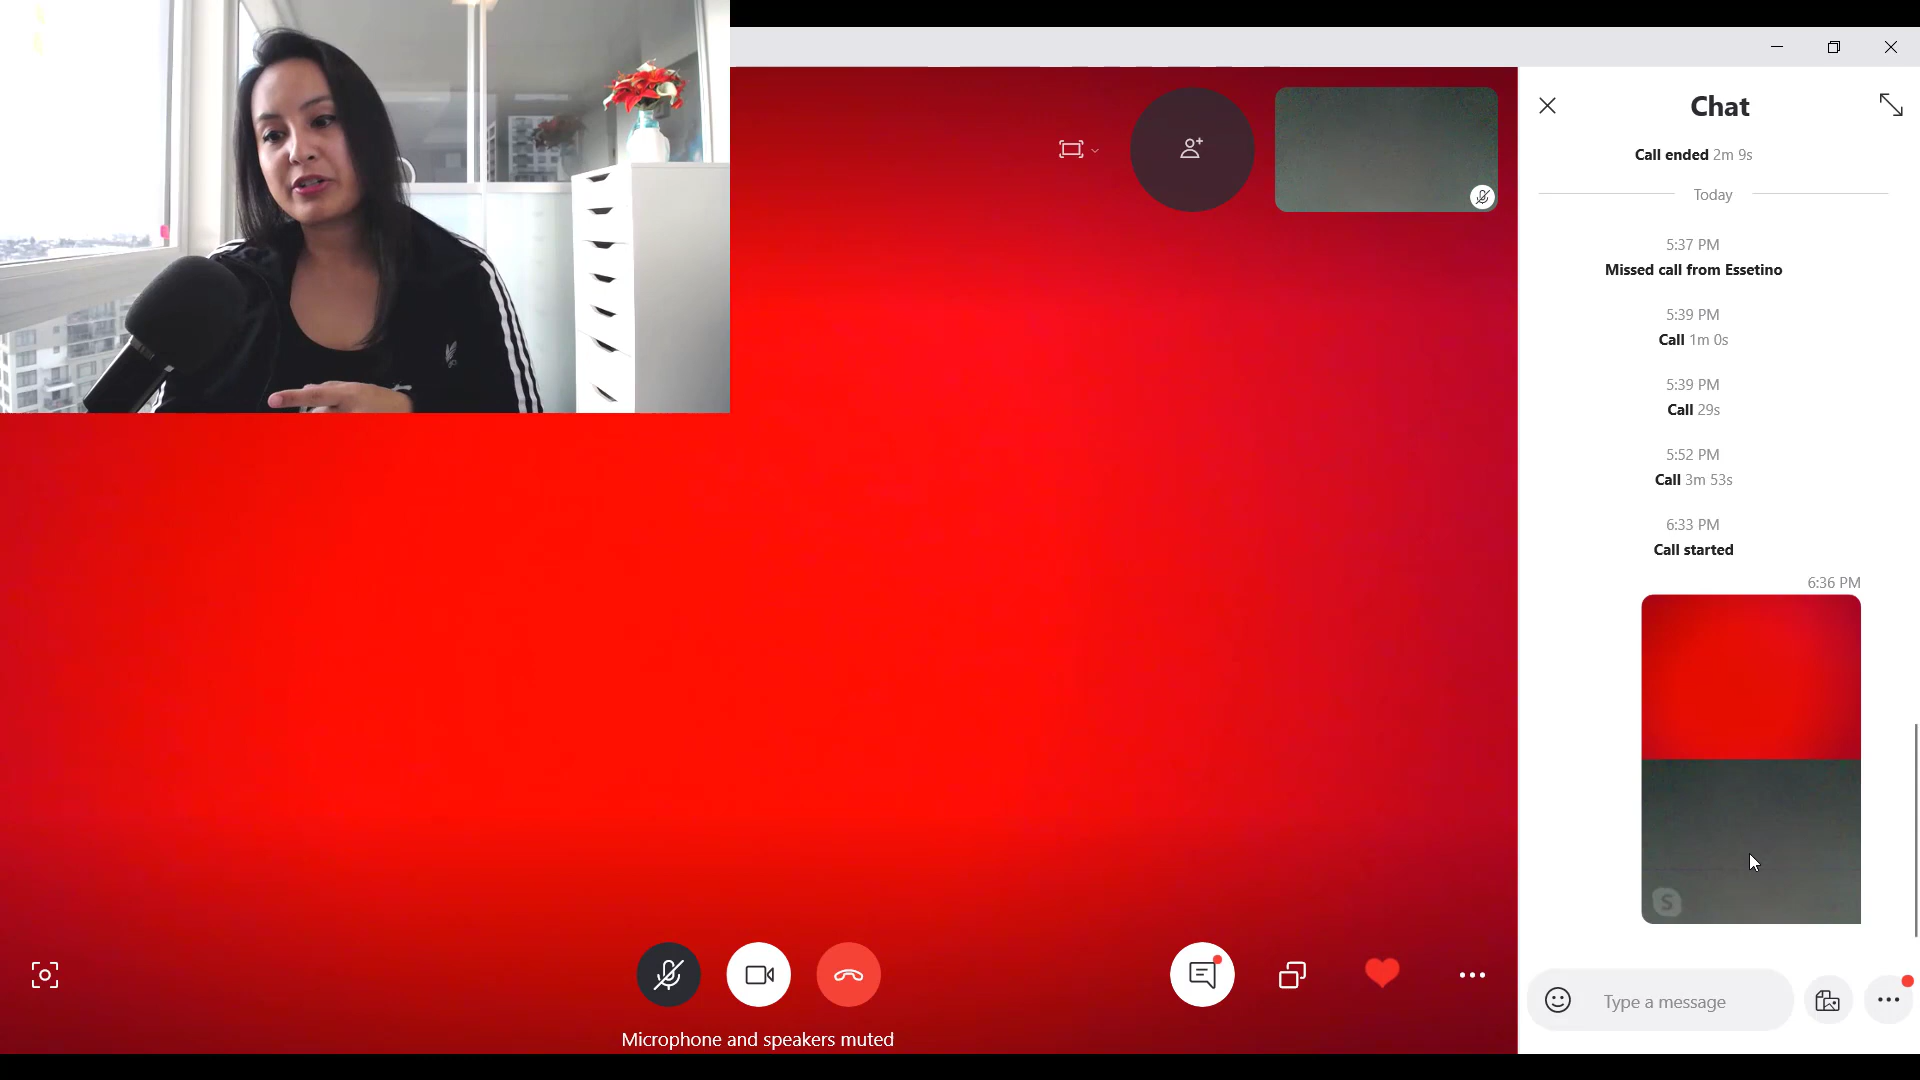 Chat
Call ended 2m 9s
Today
5:37 PM
Missed call from Essetino
5:39 PM
Call 1m 0s
5:39 PM
Call 29s
5:52 PM
Call 3m 53s
6:33 PM
Call started
6:36 PM
S
Type a message
Microphone and speakers muted